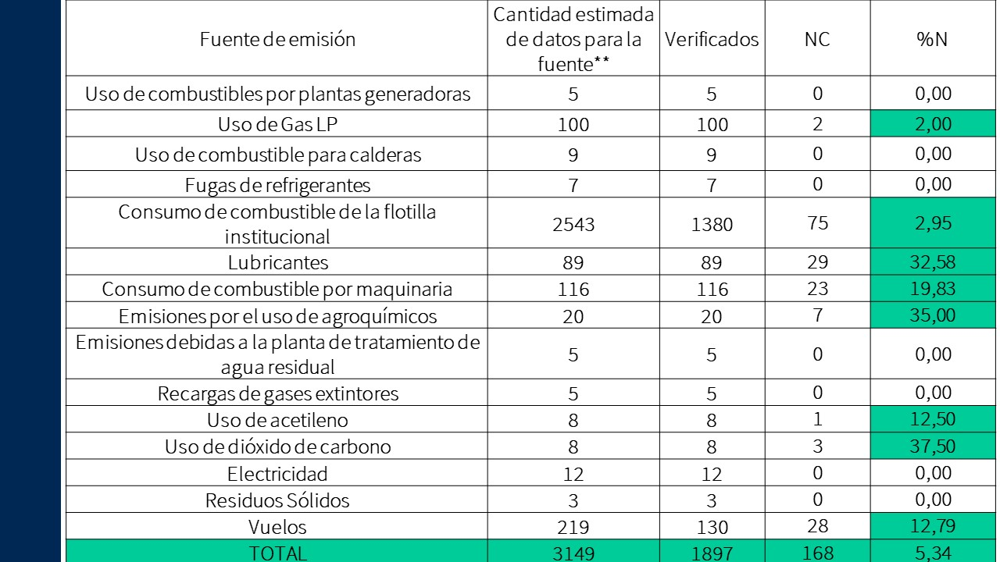 Fuente de emisión Cantidad estimada de datos para la fuente** Verificados NC %N
Uso de combustibles por plantas generadoras 5 5 0 0,00
Uso de Gas LP 100 100 2 2,00
Uso de combustible para calderas 9 9 0 0,00
Fugas de refrigerantes 7 7 0 0,00
Consumo de combustible de la flotilla institucional 2543 1380 75 2,95
Lubricantes 89 89 29 32,58
Consumo de combustible por maquinaria 116 116 23 19,83
Emisiones por el uso de agroquímicos 20 20 7 35,00
Emisiones debidas a la planta de tratamiento de agua residual 5 5 0 0,00
Recargas de gases extintores 5 5 0 0,00
Uso de acetileno 8 8 1 12,50
Uso de dióxido de carbono 8 8 3 37,50
Electricidad 12 12 0 0,00
Residuos Sólidos 3 3 0 0,00
Vuelos 219 130 28 12,79
TOTAL 3149 1897 168 5,34